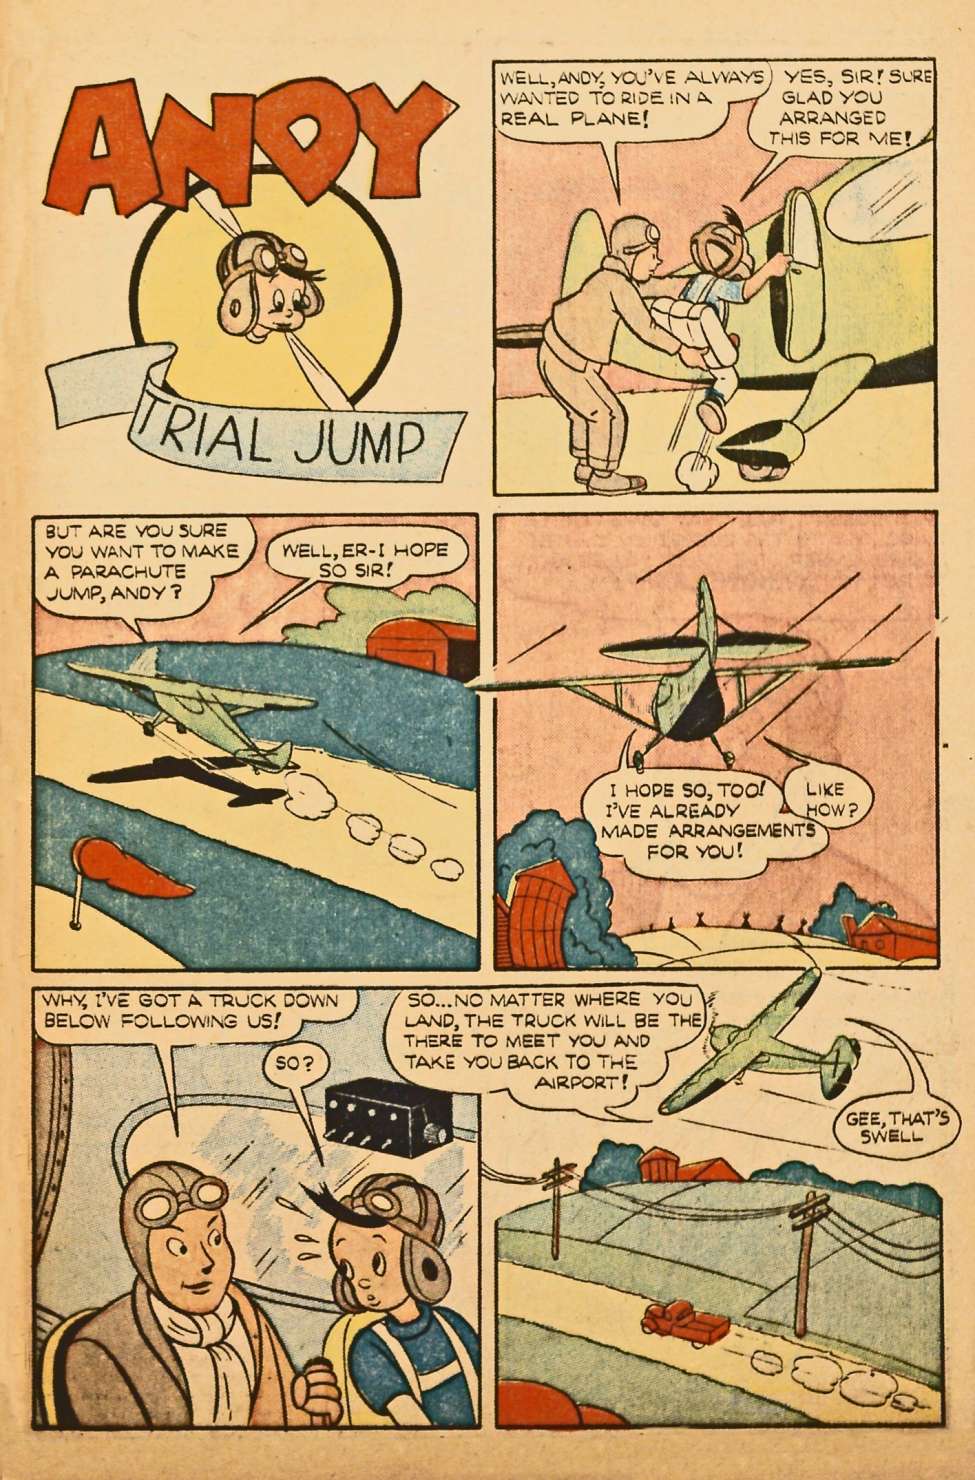 ANDY
TRIAL JUMP
WELL, ANDY, YOU'VE ALWAYS
WANTED TO RIDE IN A
REAL PLANE!
YES, SIR! SURE
GLAD YOU
ARRANGED
THIS FOR ME!
BUT ARE YOU SURE
YOU WANT TO MAKE
A PARACHUTE
JUMP, ANDY?
WELL, ER-I HOPE
SO SIR!
I HOPE SO, TOO!
I'VE ALREADY
MADE ARRANGEMENTS
FOR YOU!
LIKE
HOW?
WHY, I'VE GOT A TRUCK DOWN
BELOW FOLLOWING US!
SO?
SO...NO MATTER WHERE YOU
LAND, THE TRUCK WILL BE THE
THERE TO MEET YOU AND
TAKE YOU BACK TO THE
AIRPORT!
GEE, THAT'S
SWELL